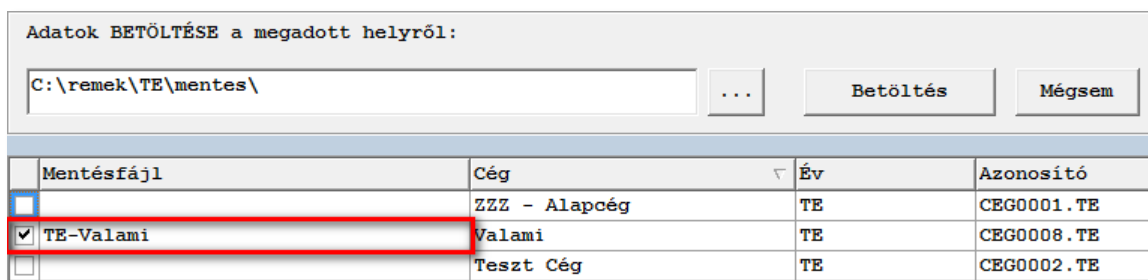 Adatok BETÖLTÉSE a megadott helyről:
C:\remek\TE\mentes\ ... Betöltés Mégsem
Mentésfájl Cég Év Azonosító
ZZZ - Alapcég TE CEG0001.TE
TE-Valami Valami TE CEG0008.TE
Teszt Cég TE CEG0002.TE